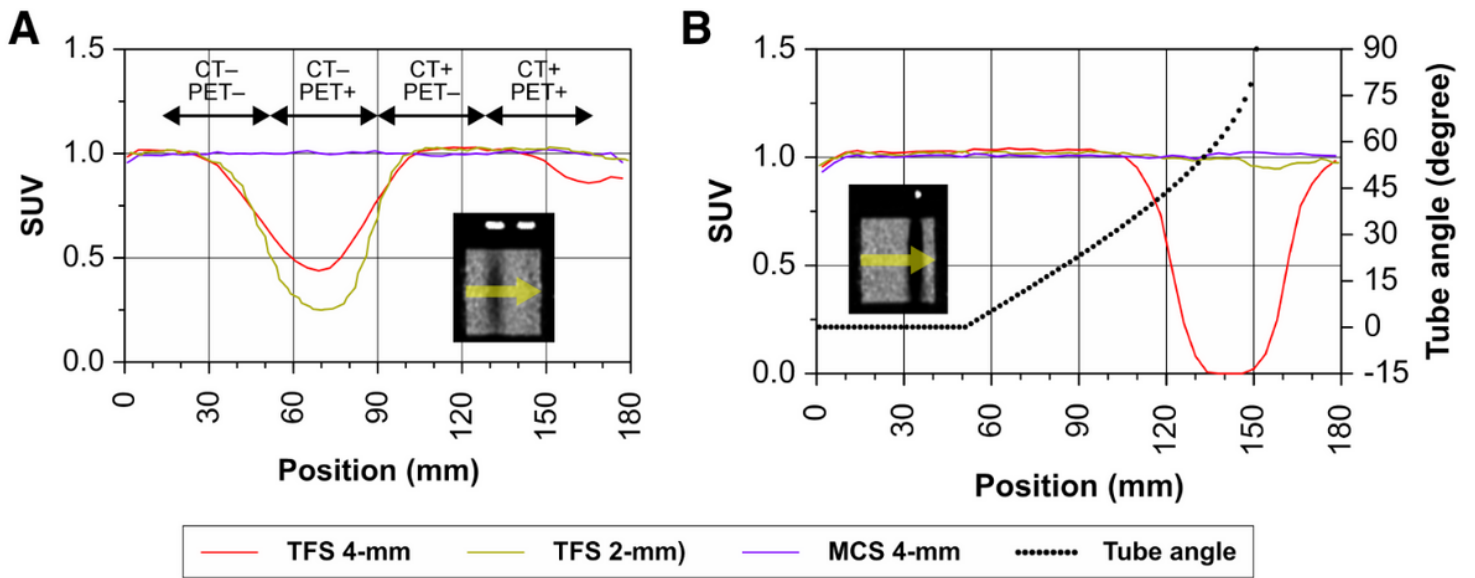 A
B
1.5
1.0
0.5
0.0
SUV
CT–
PET–
CT–
PET+
CT+
PET–
CT+
PET+
0
30
60
90
120
150
180
Position (mm)
1.5
1.0
0.5
0.0
SUV
90
75
60
45
30
15
0
-15
Tube angle (degree)
0
30
60
90
120
150
180
Position (mm)
TFS 4-mm
TFS 2-mm)
MCS 4-mm
Tube angle